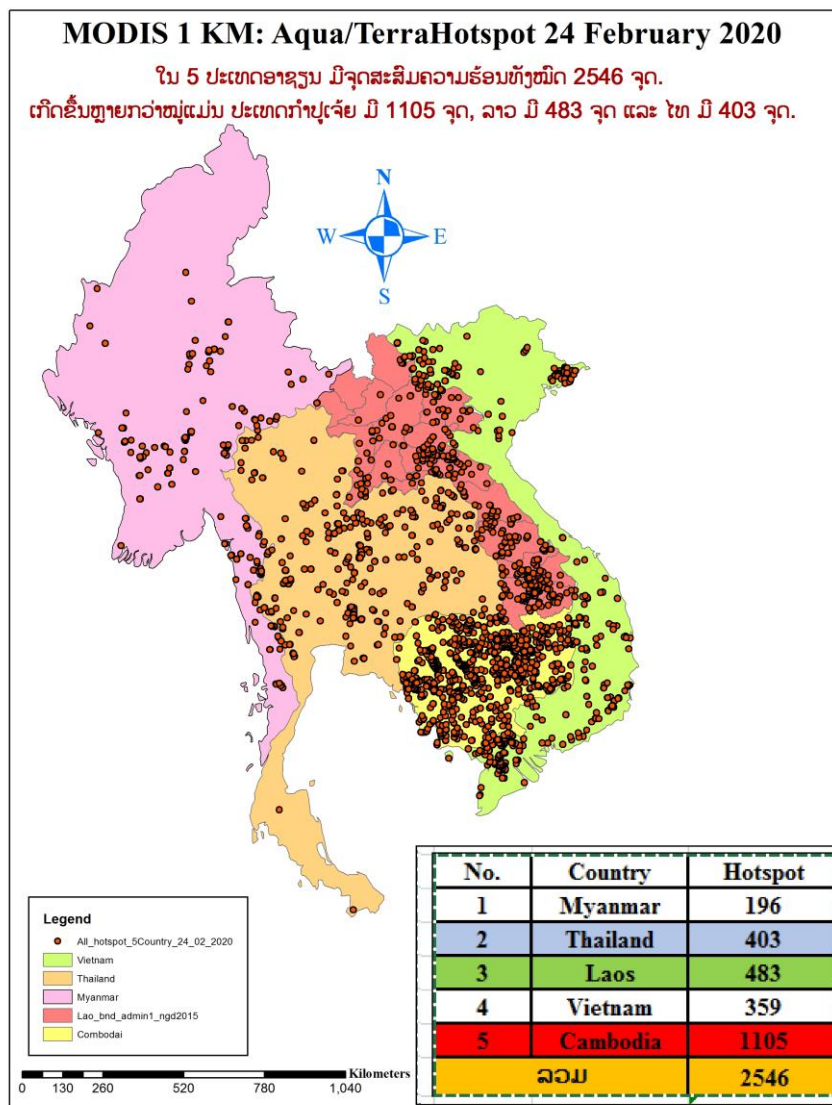 MODIS 1 KM: Aqua/TerraHotspot 24 February 2020
ໃນ 5 ປະເທດອາຊຽນ ມີຈຸດສະສົມຄວາມຮ້ອນທັງໝົດ 2546 ຈຸດ.
ເກີດຂຶ້ນຫຼາຍກວ່າໝູ່ແມ່ນ ປະເທດກຳປູເຈ້ຍ ມີ 1105 ຈຸດ, ລາວ ມີ 483 ຈຸດ ແລະ ໄທ ມີ 403 ຈຸດ.
N
W E
S
No. Country Hotspot
1 Myanmar 196
2 Thailand 403
3 Laos 483
4 Vietnam 359
5 Cambodia 1105
ລວມ 2546
Legend
All_hotspot_5Country_24_02_2020
Vietnam
Thailand
Myanmar
Lao_bnd_admin1_ngd2015
Combodai
Kilometers
0 130 260 520 780 1,040